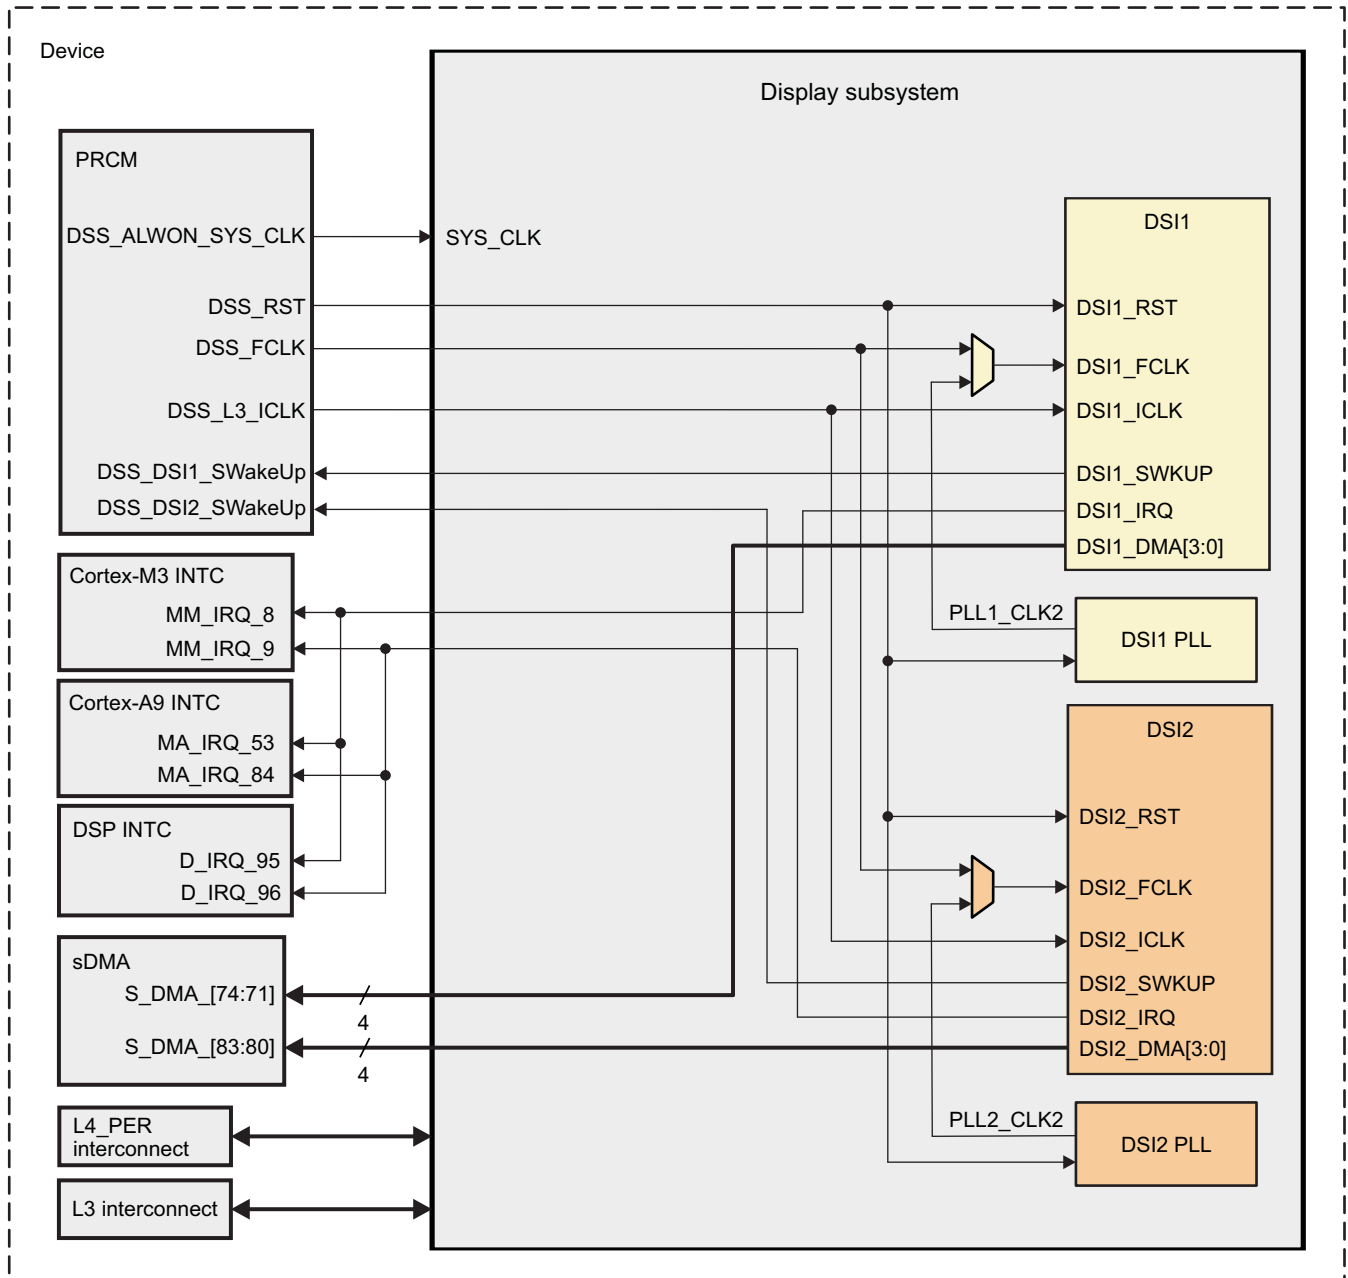 Device
Display subsystem
PRCM
DSS_ALWON_SYS_CLK
DSS_RST
DSS_FCLK
DSS_L3_ICLK
DSS_DSI1_SWakeUp
DSS_DSI2_SWakeUp
SYS_CLK
DSI1
DSI1_RST
DSI1_FCLK
DSI1_ICLK
DSI1_SWKUP
DSI1_IRQ
DSI1_DMA[3:0]
Cortex-M3 INTC
MM_IRQ_8
MM_IRQ_9
PLL1_CLK2
DSI1 PLL
Cortex-A9 INTC
MA_IRQ_53
MA_IRQ_84
DSP INTC
D_IRQ_95
D_IRQ_96
DSI2
DSI2_RST
DSI2_FCLK
DSI2_ICLK
DSI2_SWKUP
DSI2_IRQ
DSI2_DMA[3:0]
sDMA
S_DMA_[74:71]
4
S_DMA_[83:80]
4
PLL2_CLK2
DSI2 PLL
L4_PER
interconnect
L3 interconnect